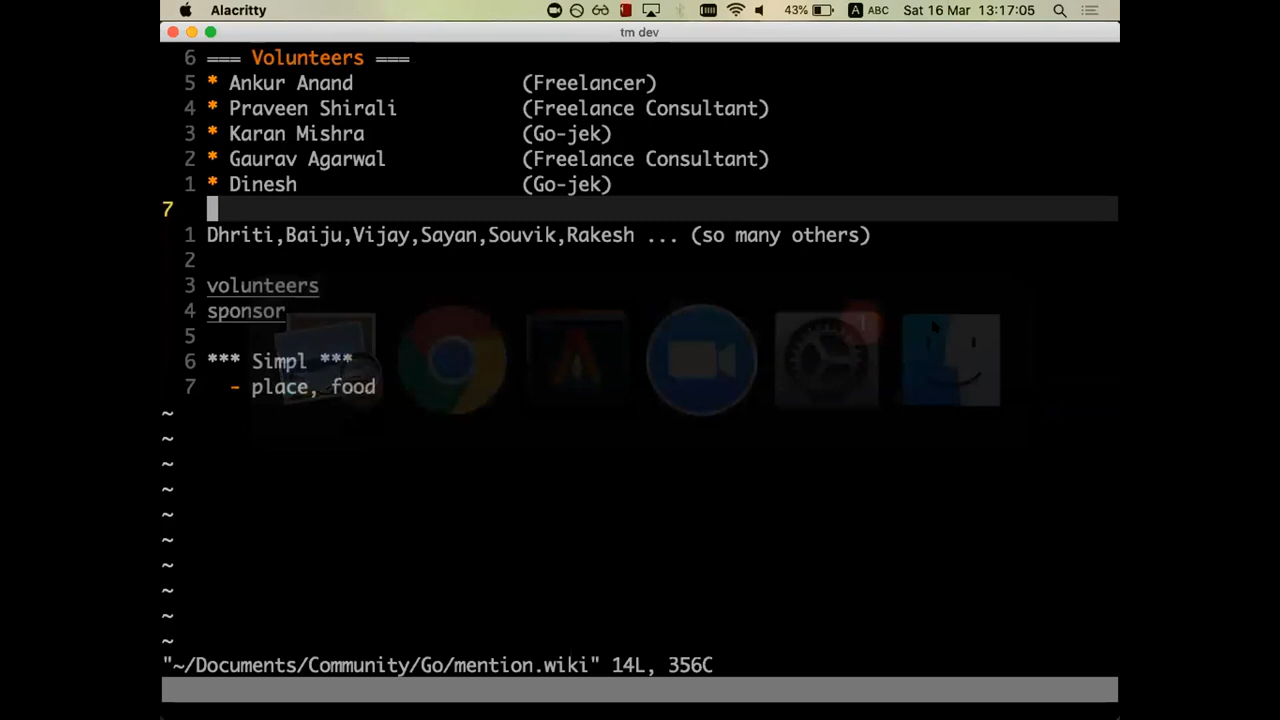 Alacritty 43% A ABC Sat 16 Mar 13:17:05
tm dev
6 === Volunteers ===
5 * Ankur Anand (Freelancer)
4 * Praveen Shirali (Freelance Consultant)
3 * Karan Mishra (Go-jek)
2 * Gaurav Agarwal (Freelance Consultant)
1 * Dinesh (Go-jek)
7
1 Dhriti,Baiju,Vijay,Sayan,Souvik,Rakesh ... (so many others)
2
3 volunteers
4 sponsor
5
6 *** Simpl ***
7 - place, food
~
~
~
~
~
~
~
~
~
~
"~/Documents/Community/Go/mention.wiki" 14L, 356C